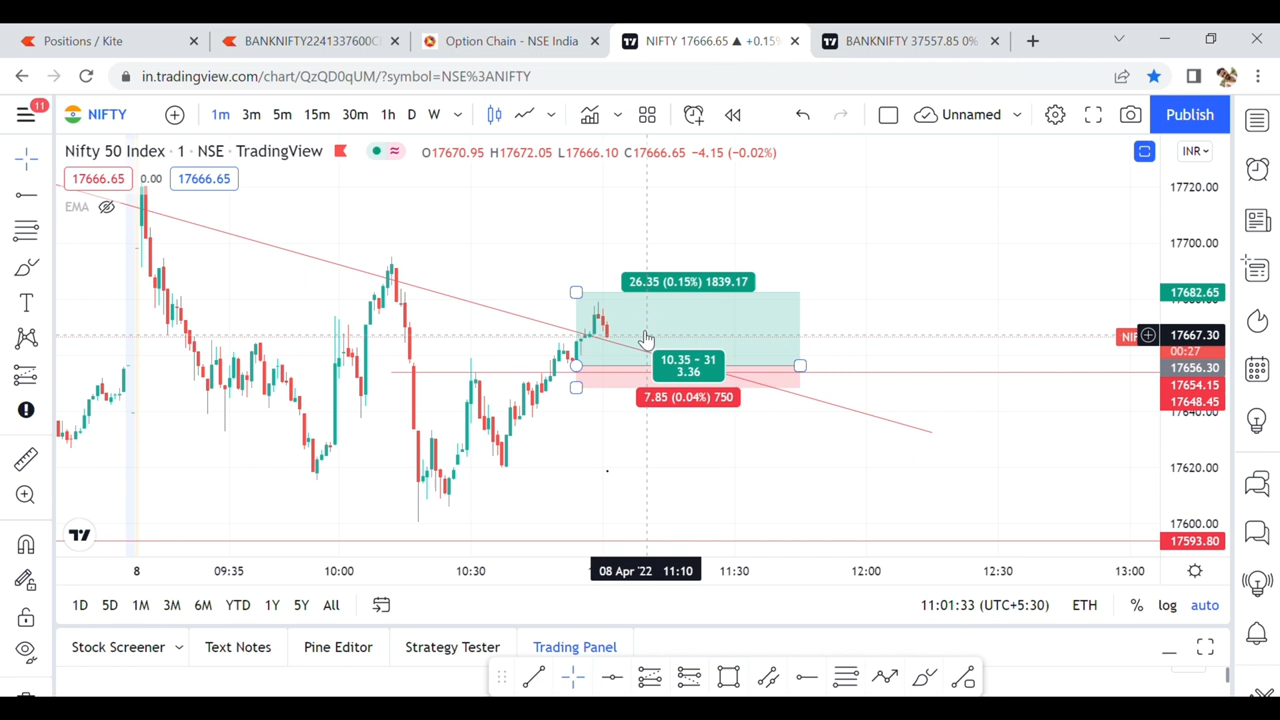 Positions / Kite
BANKNIFTY2241337600C
Option Chain - NSE India
NIFTY 17666.65 ▲ +0.15%
BANKNIFTY 37557.85 0%
in.tradingview.com/chart/QzQD0qUM/?symbol=NSE%3ANIFTY
11
NIFTY
1m 3m 5m 15m 30m 1h D W
Unnamed
Publish
Nifty 50 Index · 1 · NSE · TradingView
O17670.95 H17672.05 L17666.10 C17666.65 −4.15 (−0.02%)
INR
17666.65 0.00 17666.65
EMA
17720.00
17700.00
26.35 (0.15%) 1839.17
17682.65
NIF
17667.30
00:27
10.35 − 31
3.36
17656.30
17654.15
7.85 (0.04%) 750
17648.45
17640.00
17620.00
17600.00
17593.80
8 09:35 10:00 10:30 08 Apr '22 11:10 11:30 12:00 12:30 13:00
1D 5D 1M 3M 6M YTD 1Y 5Y All
11:01:33 (UTC+5:30) ETH % log auto
Stock Screener Text Notes Pine Editor Strategy Tester Trading Panel